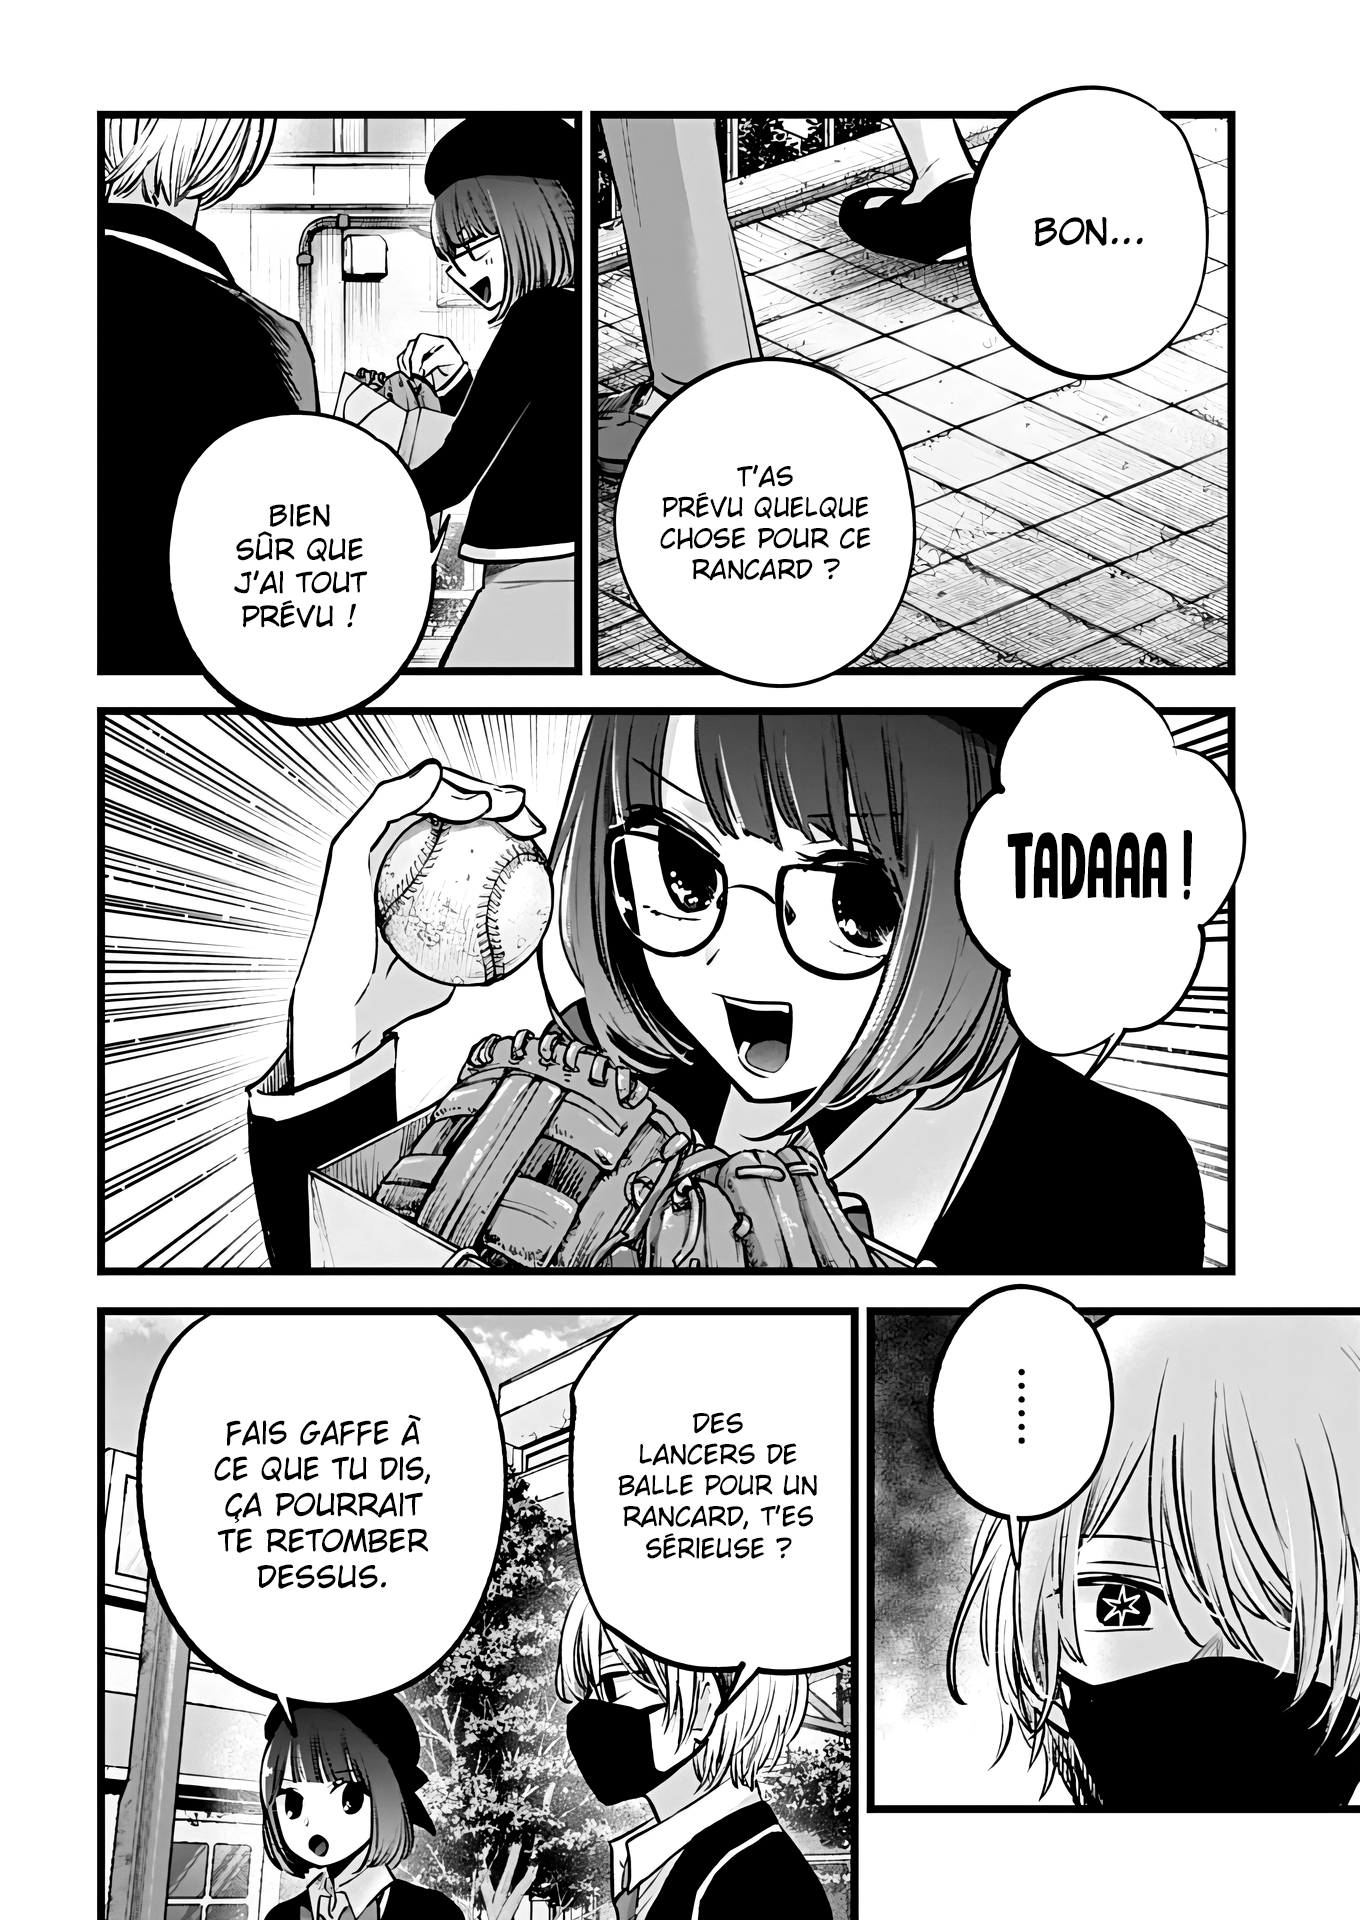 BON...
T'AS
PRÉVU QUELQUE
CHOSE POUR CE
RANCARD ?
BIEN
SÛR QUE
J'AI TOUT
PRÉVU !
TADAAA !
......
DES
LANCERS DE
BALLE POUR UN
RANCARD, T'ES
SÉRIEUSE ?
FAIS GAFFE À
CE QUE TU DIS,
ÇA POURRAIT
TE RETOMBER
DESSUS.